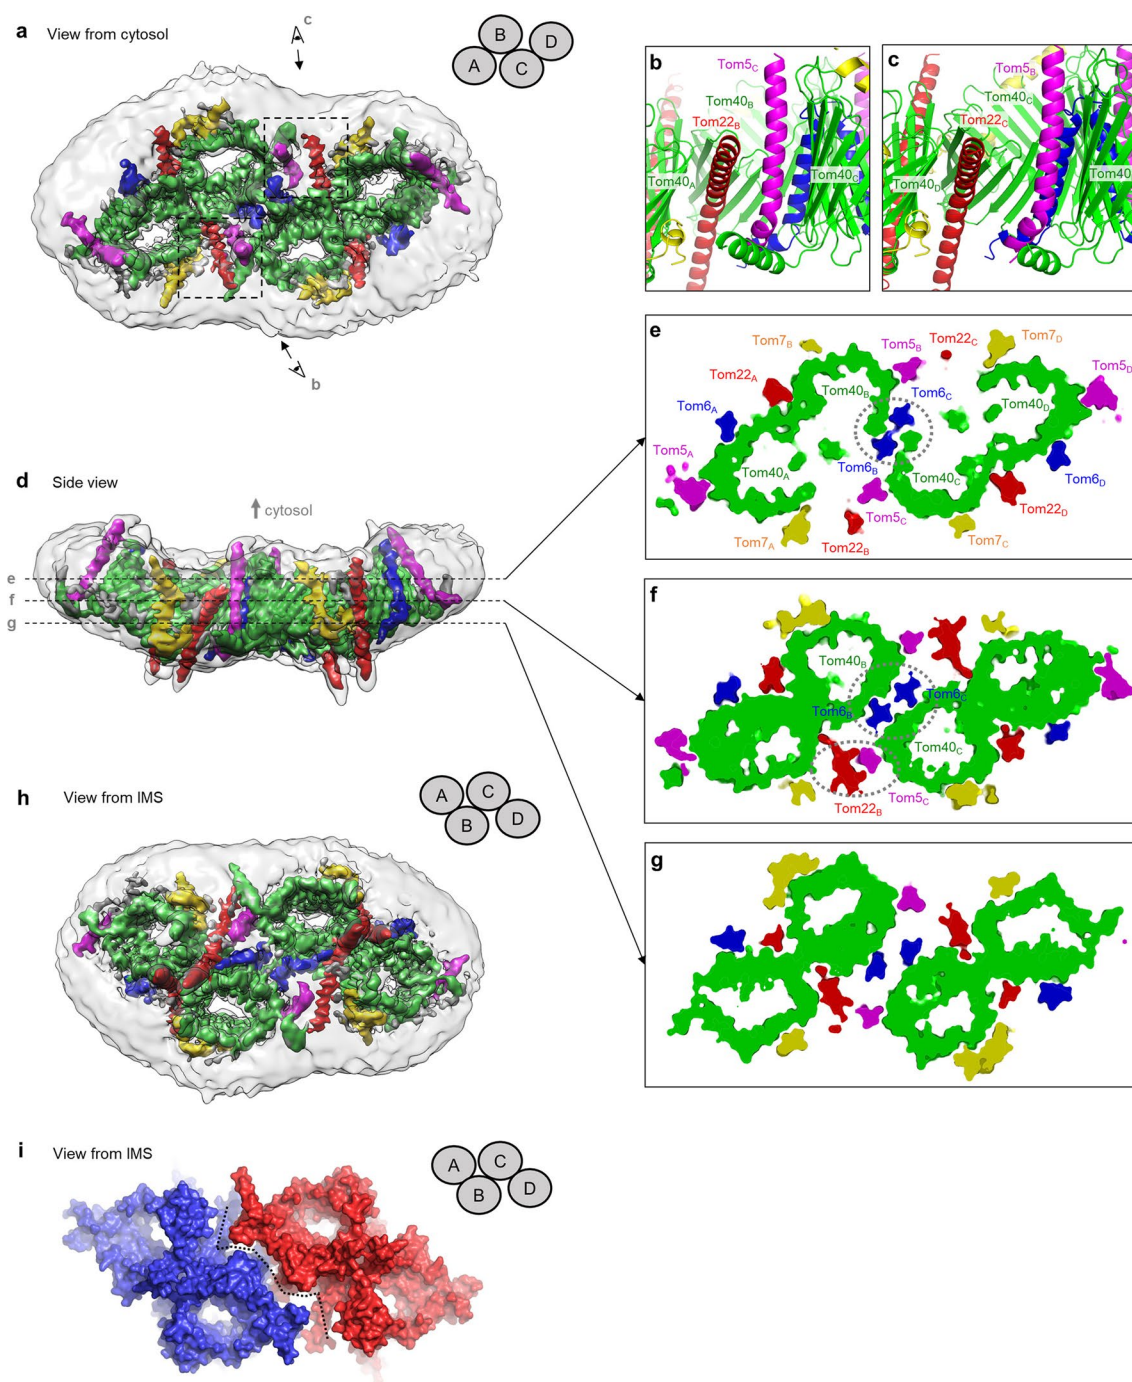 a View from cytosol
c
B
D
A
C
b
b
Tom5C
Tom40B
Tom22B
Tom40A
Tom40C
c
Tom5B
Tom40C
Tom22C
Tom40D
Tom40
d Side view
cytosol
e
f
g
e
Tom7B
Tom5B
Tom22C
Tom7D
Tom22A
Tom40B
Tom6C
Tom5D
Tom6A
Tom40D
Tom5A
Tom40A
Tom6B
Tom40C
Tom6D
Tom7A
Tom22B
Tom5C
Tom7C
Tom22D
f
Tom40B
Tom6B
Tom6C
Tom40C
Tom5C
Tom22B
g
h View from IMS
A
C
B
D
i View from IMS
A
C
B
D